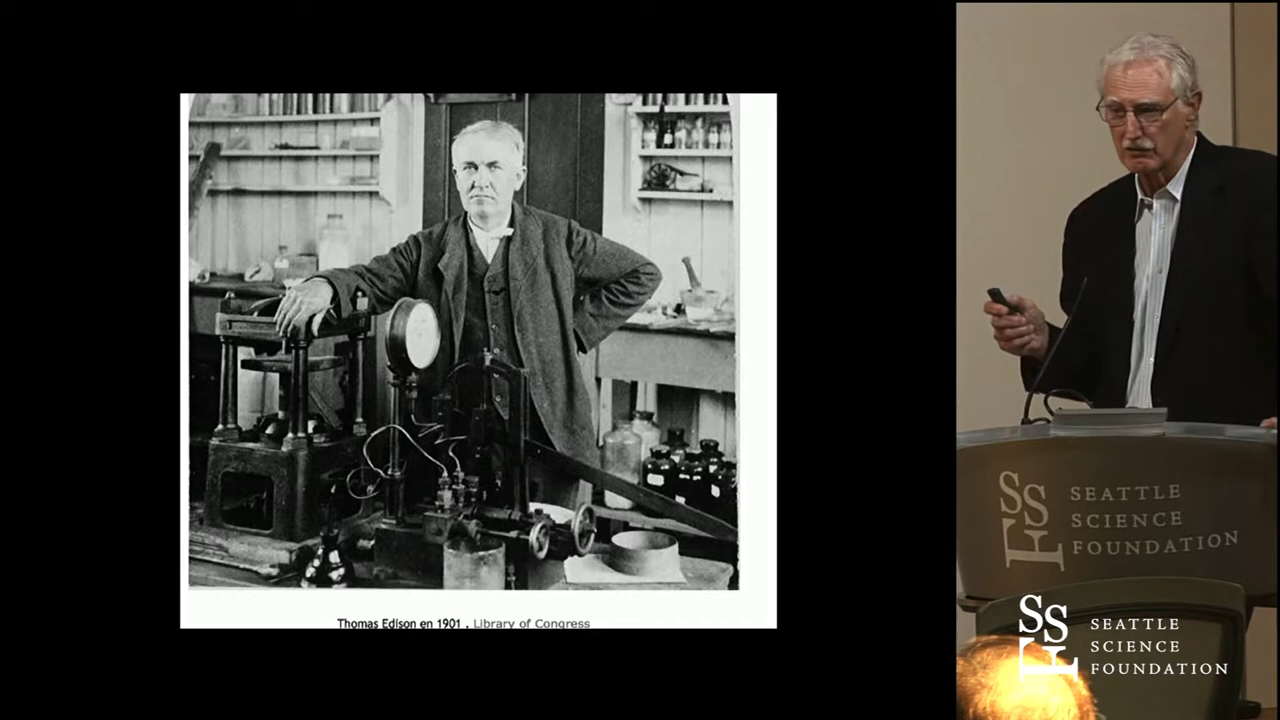 Thomas Edison en 1901 . Library of Congress
SSF
SEATTLE
SCIENCE
FOUNDATION
SSF
SEATTLE
SCIENCE
FOUNDATION